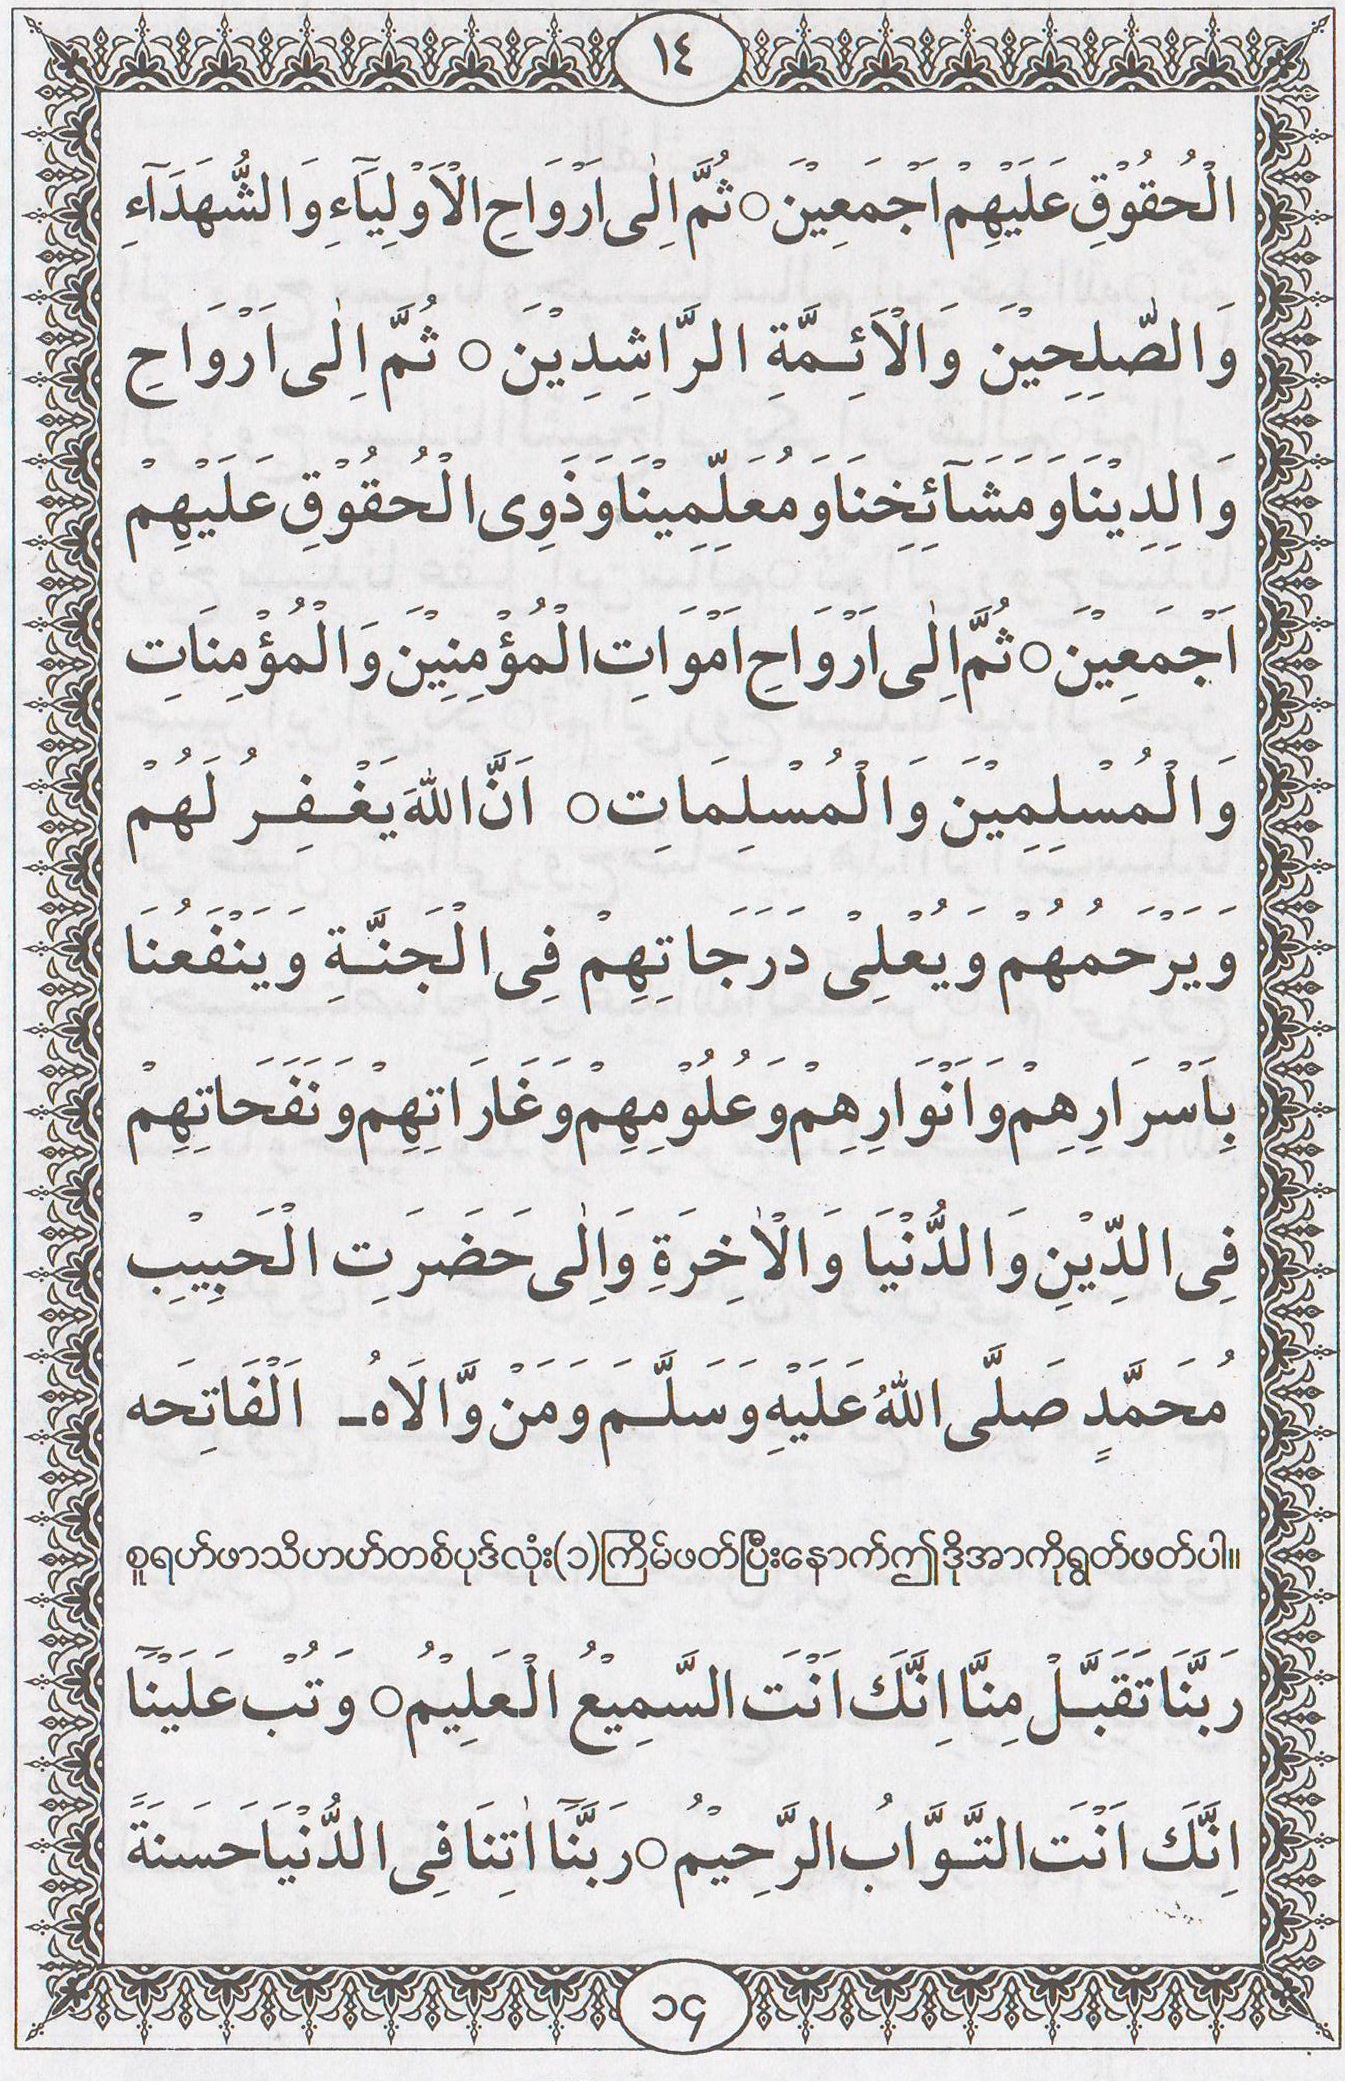 ١٤
الْحُقُوْقِ عَلَيْهِمْ اَجْمَعِيْنَ○ثُمَّ اِلٰى اَرْوَاحِ الْاَوْلِيَآءِ وَالشُّهَدَآءِ
وَالصّٰلِحِيْنَ وَالْاَئِمَّةِ الرَّاشِدِيْنَ ○ ثُمَّ اِلٰى اَرْوَاحِ
وَالِدِيْنَا وَمَشَآئِخِنَا وَمُعَلِّمِيْنَا وَذَوِى الْحُقُوْقِ عَلَيْهِمْ
اَجْمَعِيْنَ○ثُمَّ اِلٰى اَرْوَاحِ اَمْوَاتِ الْمُؤْمِنِيْنَ وَالْمُؤْمِنَاتِ
وَالْمُسْلِمِيْنَ وَالْمُسْلِمَاتِ○ اَنَّ اللّٰهَ يَغْفِرُ لَهُمْ
وَيَرْحَمُهُمْ وَيُعْلِىْ دَرَجَاتِهِمْ فِى الْجَنَّةِ وَيَنْفَعُنَا
بِاَسْرَارِهِمْ وَاَنْوَارِهِمْ وَعُلُوْمِهِمْ وَغَارَاتِهِمْ وَنَفَحَاتِهِمْ
فِى الدِّيْنِ وَالدُّنْيَا وَالْاٰخِرَةِ وَاِلٰى حَضَرَتِ الْحَبِيْبِ
مُحَمَّدٍ صَلَّى اللّٰهُ عَلَيْهِ وَسَلَّمَ وَمَنْ وَّالَاهُ ـ اَلْفَاتِحَه
စူရဟ်ဖာသိဟဟ်တစ်ပုဒ်လုံး(၁)ကြိမ်ဖတ်ပြီးနောက်ဤဒိုအာကိုရွတ်ဖတ်ပါ။
رَبَّنَا تَقَبَّلْ مِنَّا اِنَّكَ اَنْتَ السَّمِيْعُ الْعَلِيْمُ○ وَتُبْ عَلَيْنَآ
اِنَّكَ اَنْتَ التَّوَّابُ الرَّحِيْمُ○رَبَّنَآ اٰتِنَا فِى الدُّنْيَا حَسَنَةً
၁၄